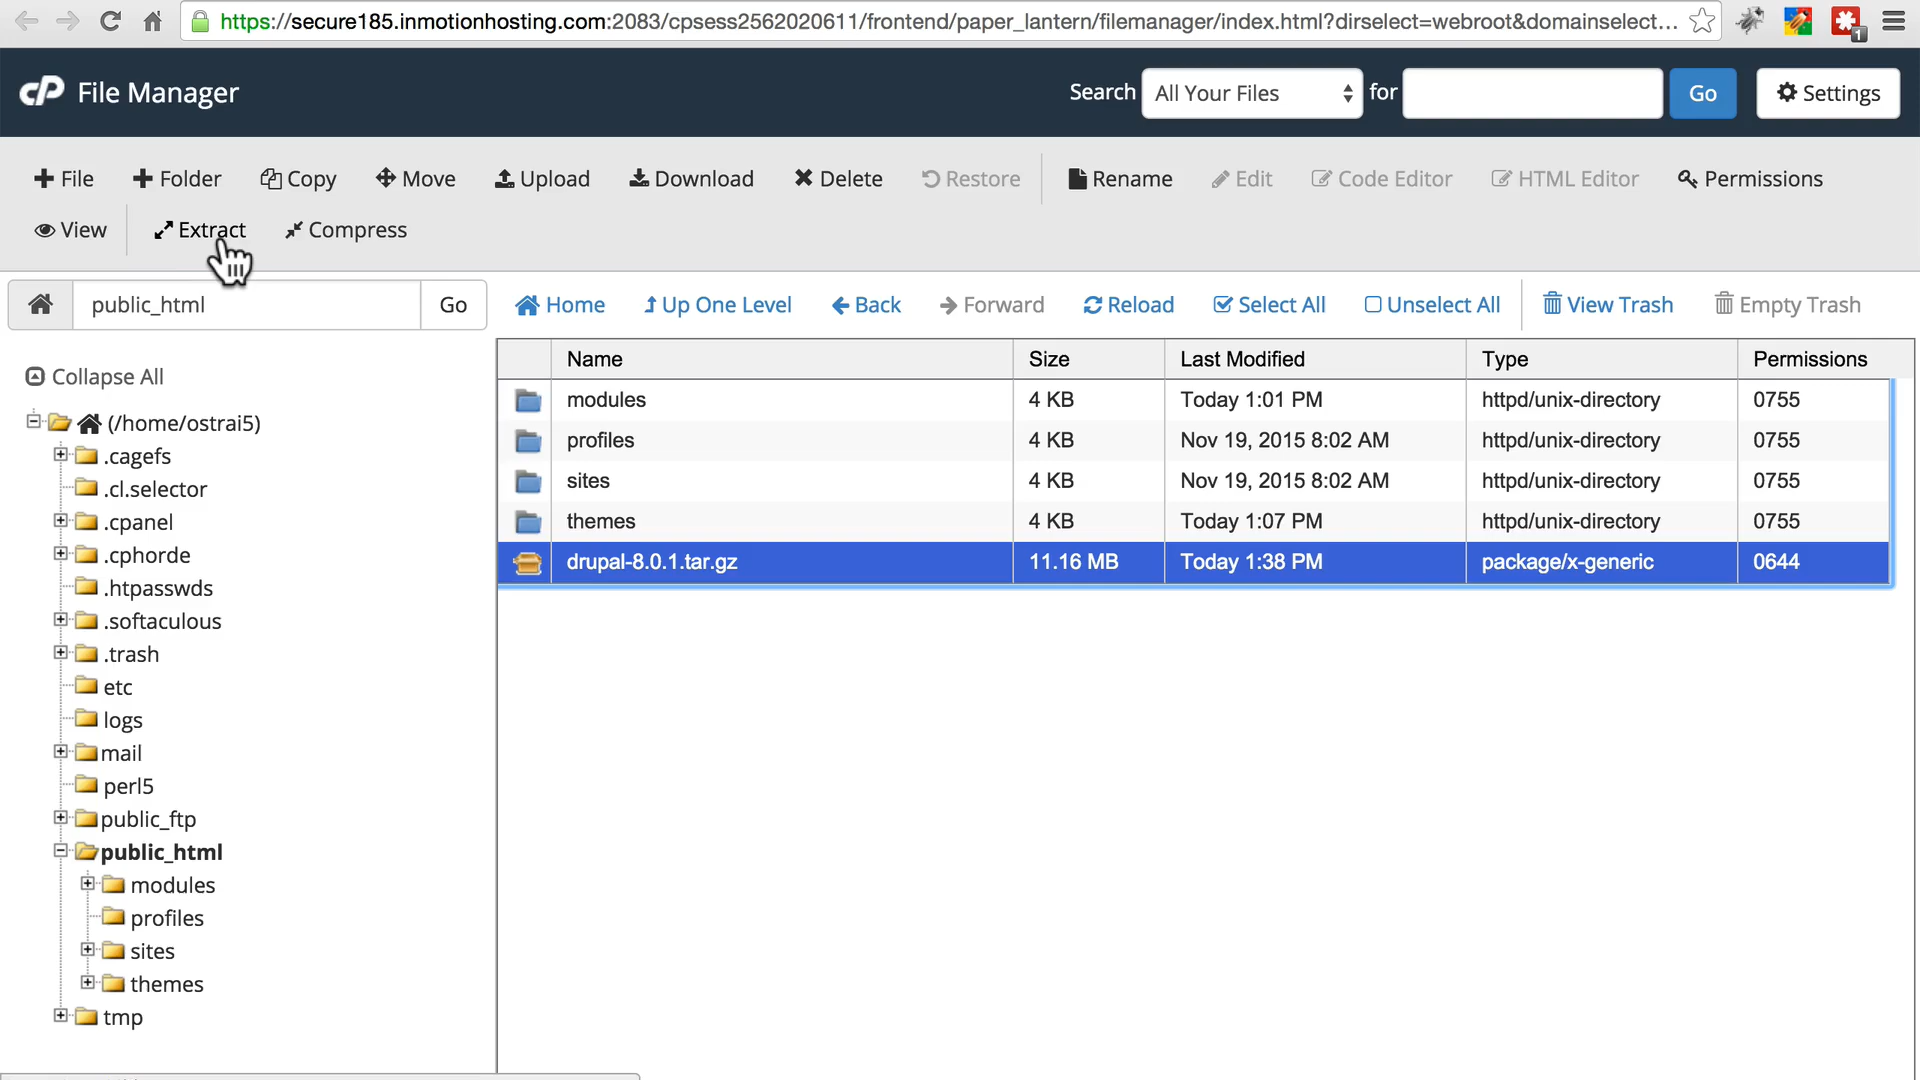 https://secure185.inmotionhosting.com:2083/cpsess2562020611/frontend/paper_lantern/filemanager/index.html?dirselect=webroot&domainselect...
1
cP File Manager
Search All Your Files for Go Settings
File Folder Copy Move Upload Download Delete Restore Rename Edit Code Editor HTML Editor Permissions
View Extract Compress
public_html Go Home Up One Level Back Forward Reload Select All Unselect All View Trash Empty Trash
Collapse All
(/home/ostrai5)
.cagefs
.cl.selector
.cpanel
.cphorde
.htpasswds
.softaculous
.trash
etc
logs
mail
perl5
public_ftp
public_html
modules
profiles
sites
themes
tmp
Name Size Last Modified Type Permissions
modules 4 KB Today 1:01 PM httpd/unix-directory 0755
profiles 4 KB Nov 19, 2015 8:02 AM httpd/unix-directory 0755
sites 4 KB Nov 19, 2015 8:02 AM httpd/unix-directory 0755
themes 4 KB Today 1:07 PM httpd/unix-directory 0755
drupal-8.0.1.tar.gz 11.16 MB Today 1:38 PM package/x-generic 0644